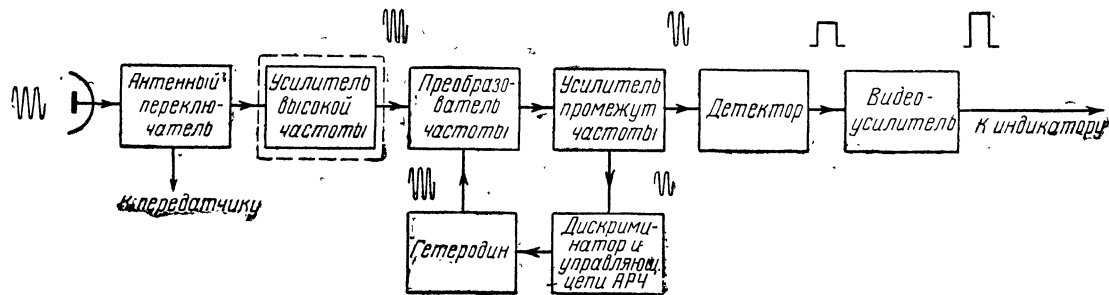 Антенный
переклю-
чатель
Усилитель
высокой
частоты
Преобразо-
ватель
частоты
Усилитель
промежут
частоты
Детектор
Видео-
усилитель
К индикатору
К передатчику
Гетеродин
Дискрими-
натор и
управляющ.
цепи АРЧ